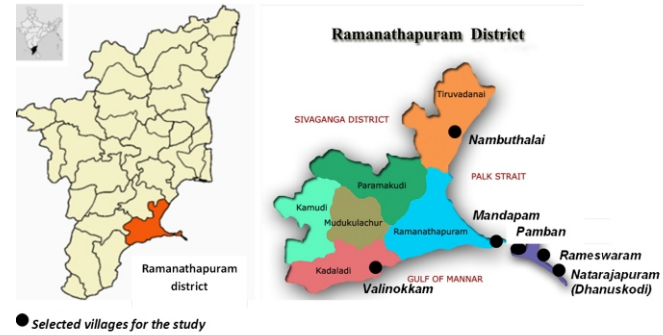 Ramanathapuram
district
Selected villages for the study
Ramanathapuram District
Tiruvadanai
SIVAGANGA DISTRICT
Nambuthalai
PALK STRAIT
Paramakudi
Kamudi
Mudukulachur
Mandapam
Pamban
Ramanathapuram
Rameswaram
Kadaladi
GULF OF MANNAR
Natarajapuram
(Dhanuskodi)
Valinokkam